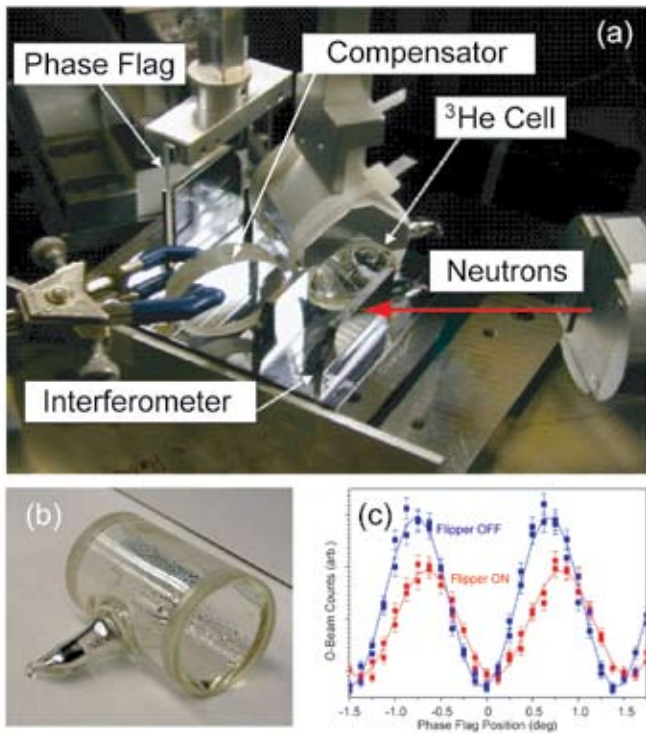 (a)
Phase Flag
Compensator
³He Cell
Neutrons
Interferometer
(b)
(c)
Flipper OFF
Flipper ON
O-Beam Counts (arb.)
-1.5 -1.0 -0.5 0 0.5 1.0 1.5
Phase Flag Position (deg)